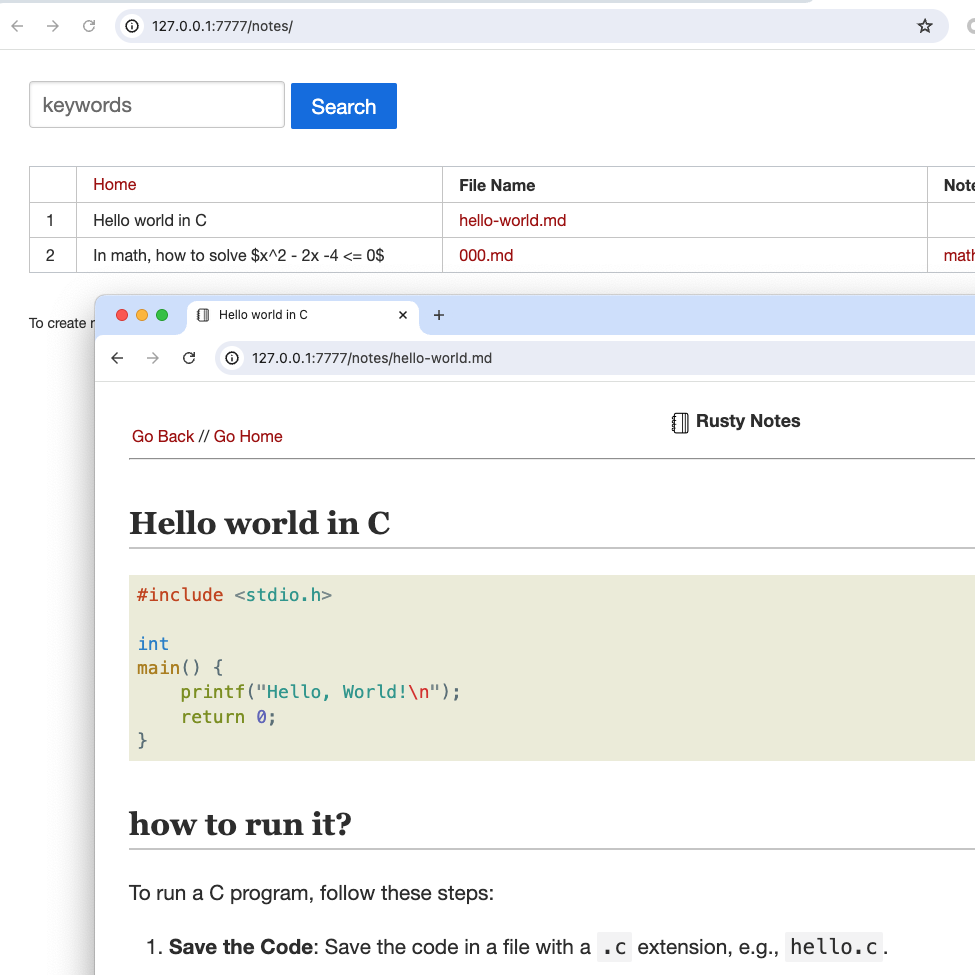 127.0.0.1:7777/notes/
keywords Search
Home File Name
1 Hello world in C hello-world.md
2 In math, how to solve $x^2 - 2x -4 <= 0$ 000.md
To create
Hello world in C
127.0.0.1:7777/notes/hello-world.md
Rusty Notes
Go Back // Go Home
Hello world in C
#include <stdio.h>
int
main() {
    printf("Hello, World!\n");
    return 0;
}
how to run it?
To run a C program, follow these steps:
1. Save the Code: Save the code in a file with a .c extension, e.g., hello.c.